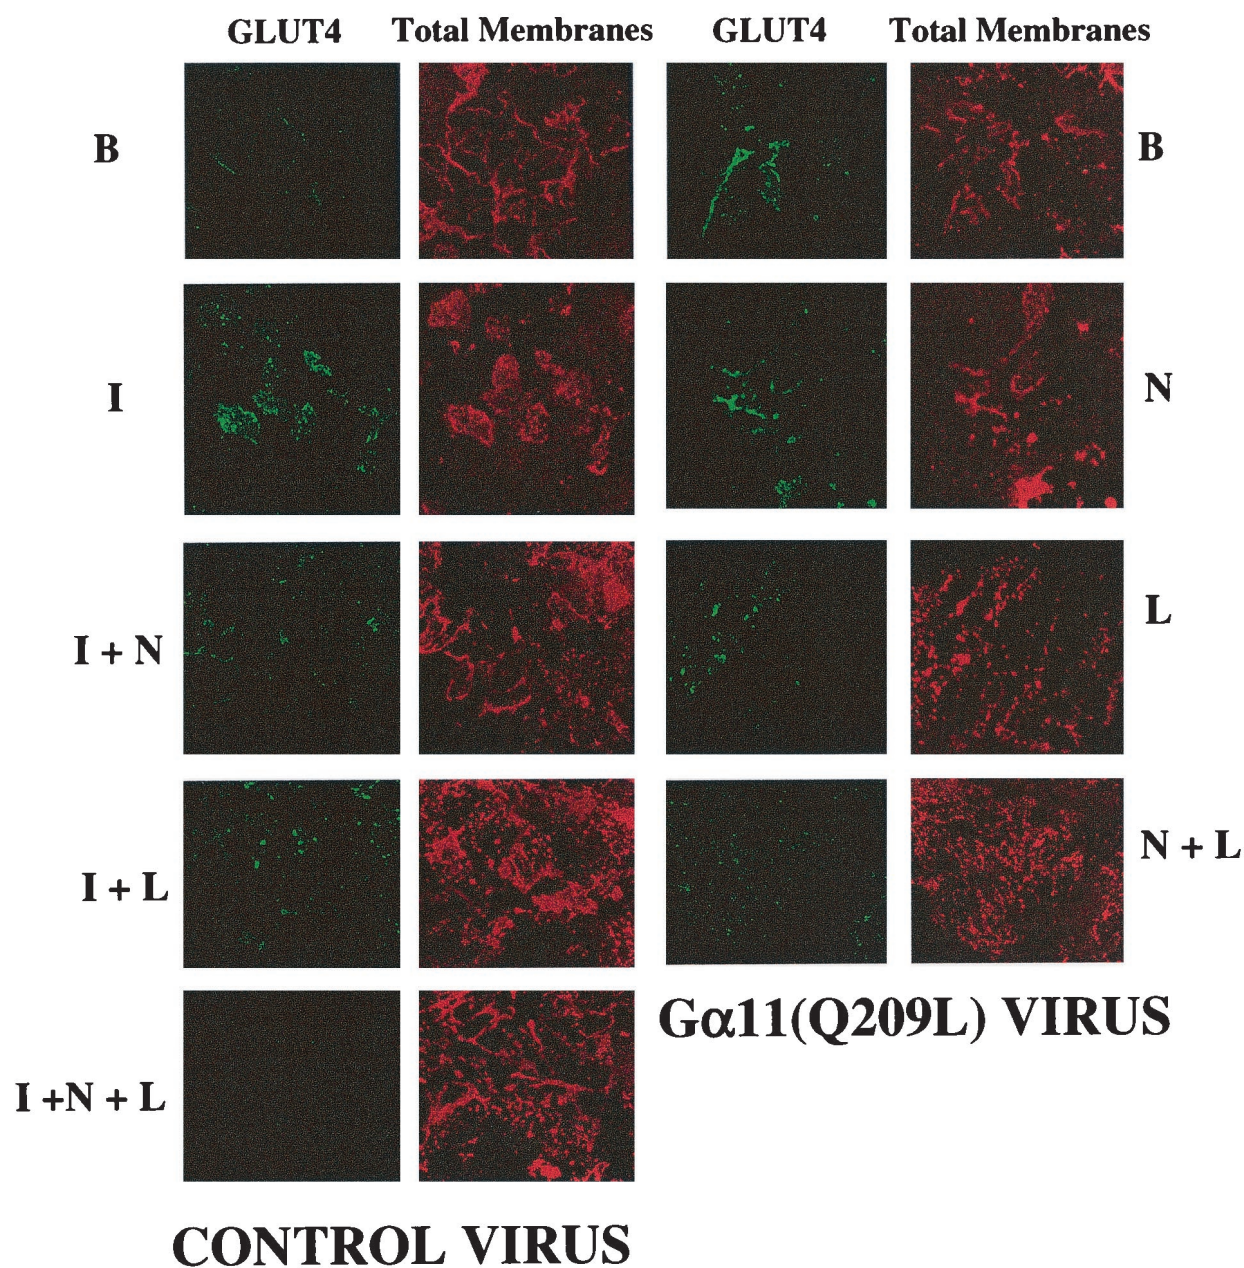 GLUT4 Total Membranes GLUT4 Total Membranes
B B
I N
I + N L
I + L N + L
I +N + L
Gα11(Q209L) VIRUS
CONTROL VIRUS